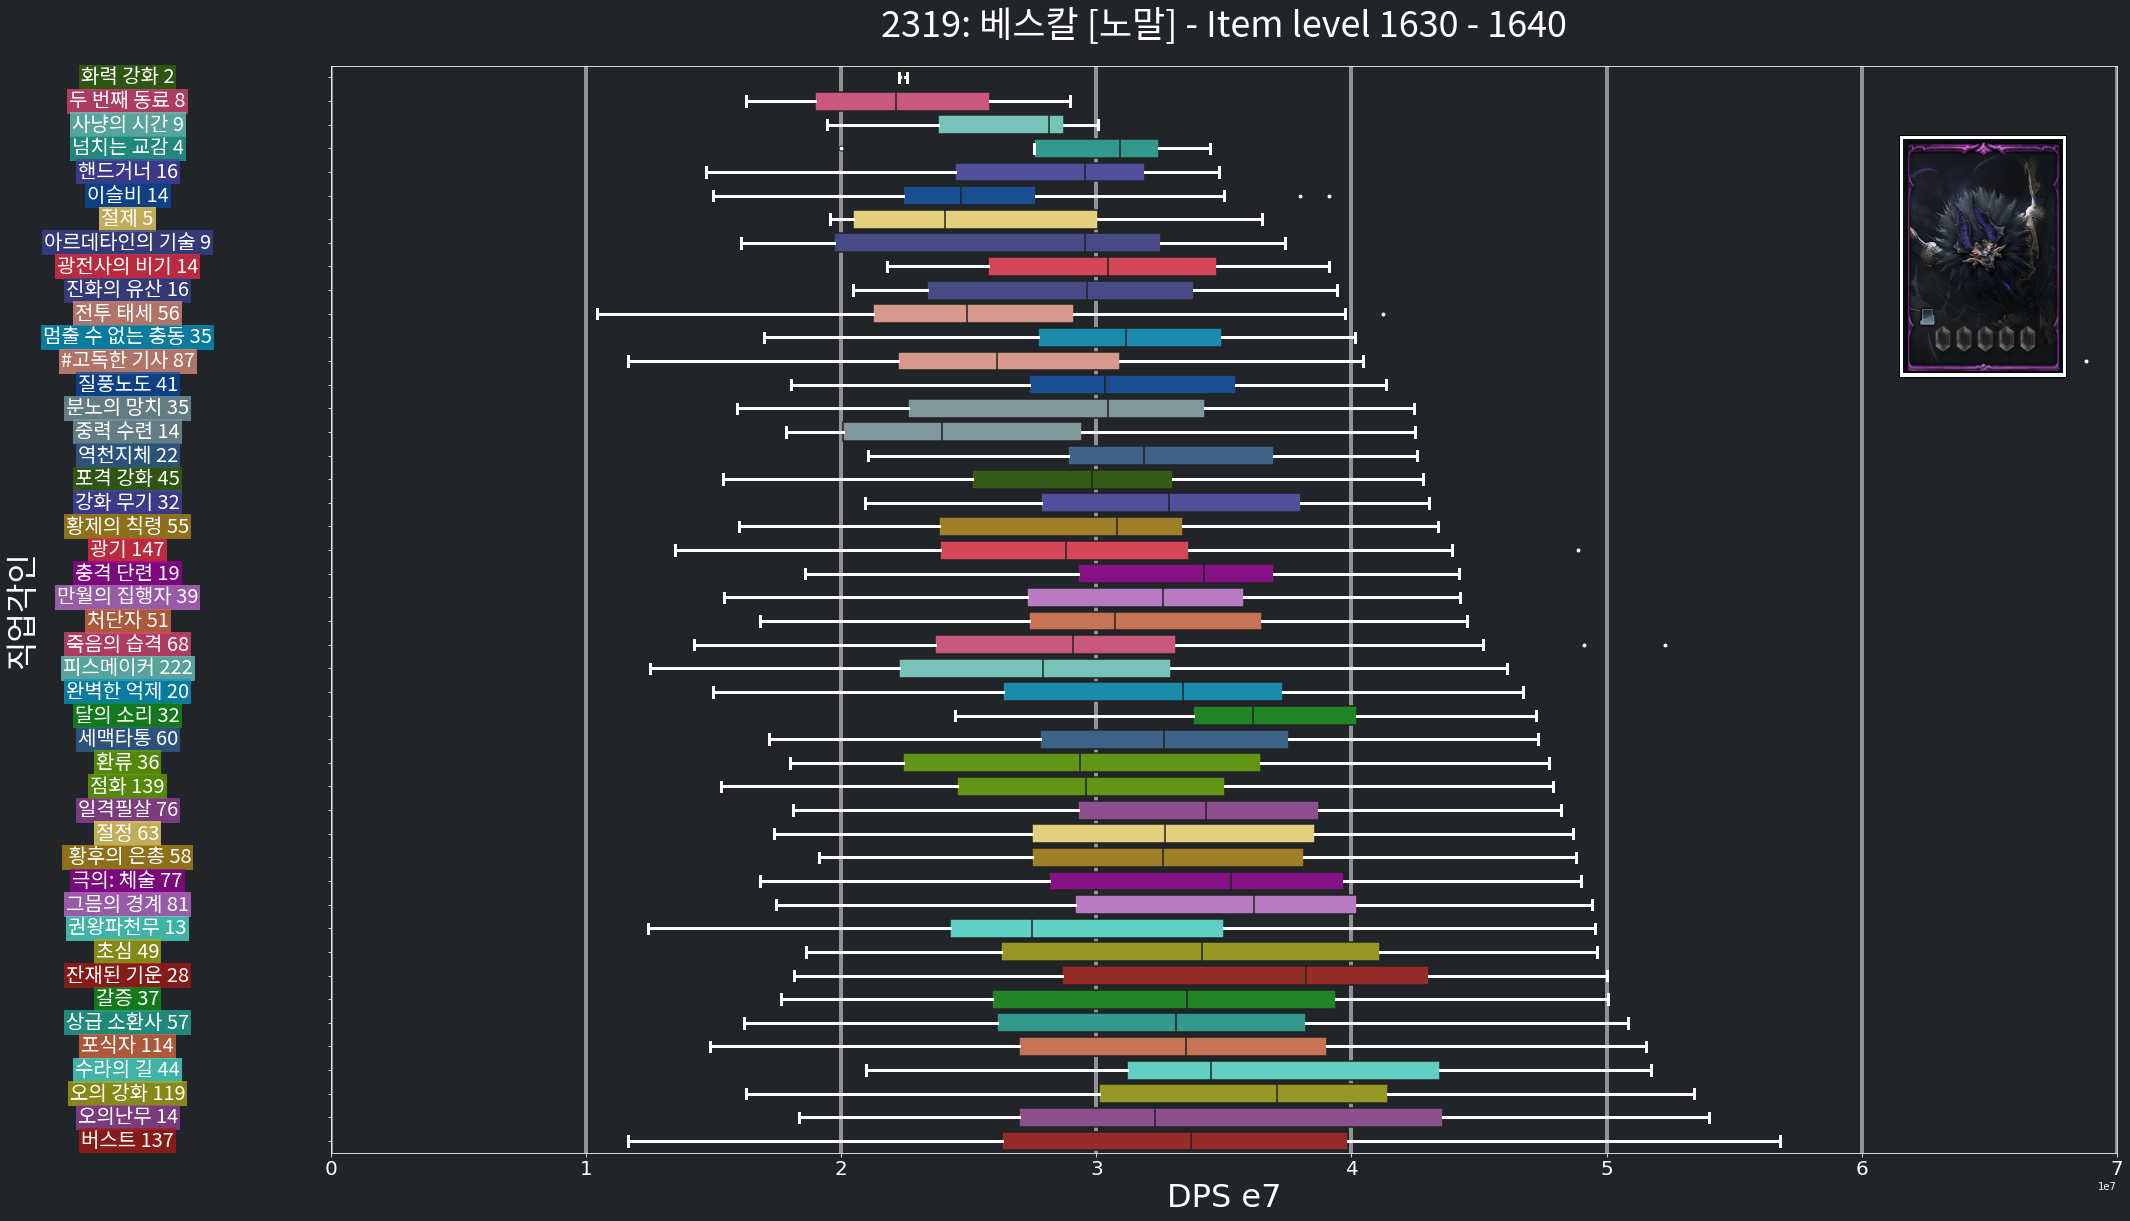 2319: 베스칼 [노말] - Item level 1630 - 1640
화력 강화 2
두 번째 동료 8
사냥의 시간 9
넘치는 교감 4
핸드거너 16
이슬비 14
절제 5
아르데타인의 기술 9
광전사의 비기 14
진화의 유산 16
전투 태세 56
멈출 수 없는 충동 35
#고독한 기사 87
질풍노도 41
분노의 망치 35
중력 수련 14
역천지체 22
포격 강화 45
강화 무기 32
황제의 칙령 55
광기 147
충격 단련 19
만월의 집행자 39
처단자 51
죽음의 습격 68
피스메이커 222
완벽한 억제 20
달의 소리 32
세맥타통 60
환류 36
점화 139
일격필살 76
절정 63
황후의 은총 58
극의: 체술 77
그믐의 경계 81
권왕파천무 13
초심 49
잔재된 기운 28
갈증 37
상급 소환사 57
포식자 114
수라의 길 44
오의 강화 119
오의난무 14
버스트 137
직업각인
0 1 2 3 4 5 6 7
1e7
DPS e7